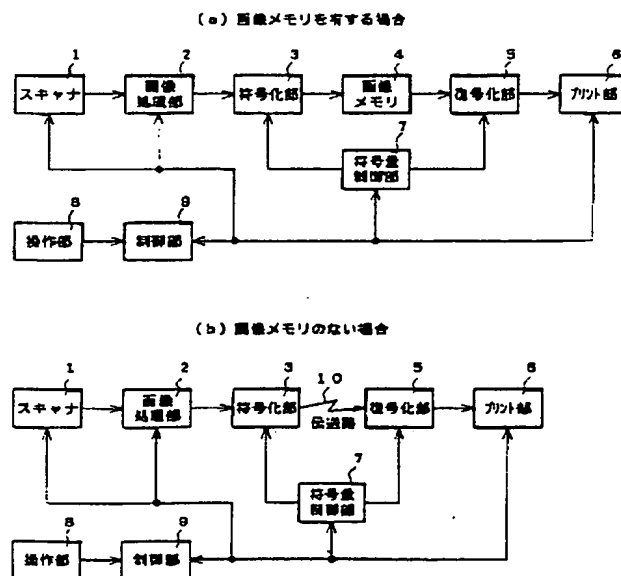 (a) 画像メモリを有する場合
1 2 3 4 5 6
スキャナ
画像
処理部
符号化部
画像
メモリ
復号化部
プリント部
7
符号量
制御部
8 9
操作部
制御部
(b) 画像メモリのない場合
1 2 3 10 5 6
スキャナ
画像
処理部
符号化部
伝送路
復号化部
プリント部
7
符号量
制御部
8 9
操作部
制御部